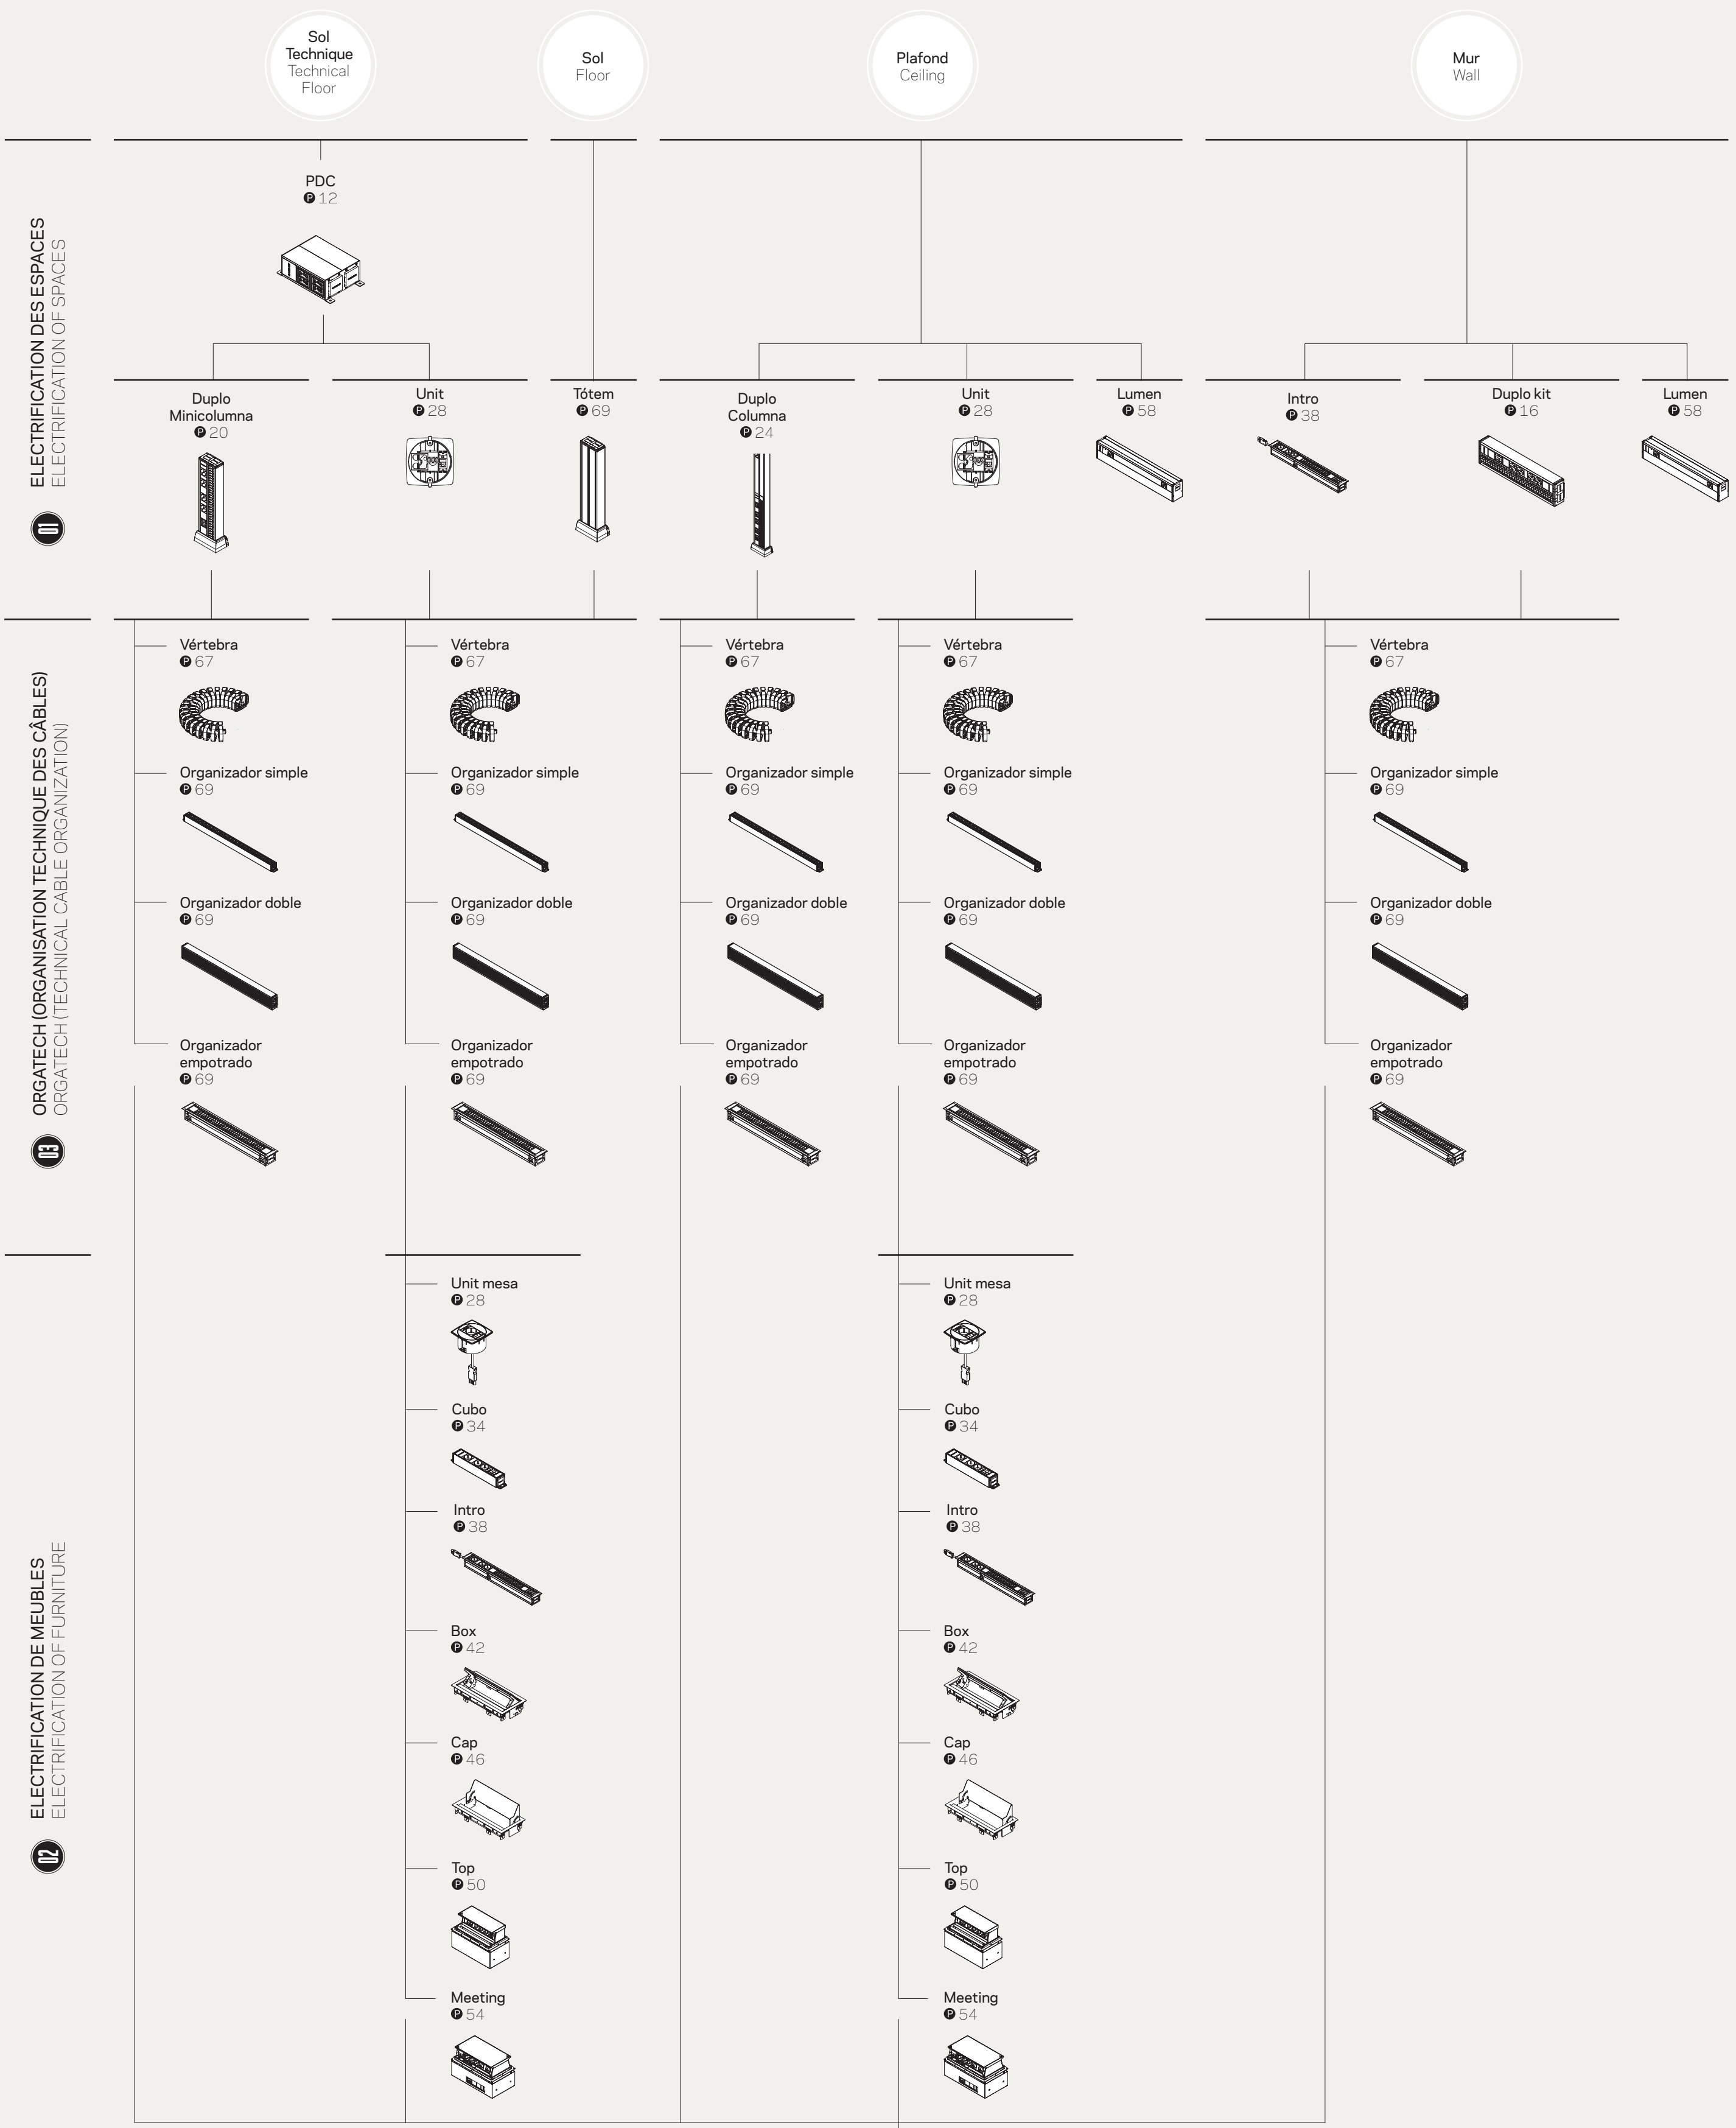 Sol
Technique
Technical
Floor
Sol
Floor
Plafond
Ceiling
Mur
Wall
ELECTRIFICATION DES ESPACES
ELECTRIFICATION OF SPACES
01
PDC
P 12
Duplo
Minicolumna
P 20
Unit
P 28
Tótem
P 69
Duplo
Columna
P 24
Unit
P 28
Lumen
P 58
Intro
P 38
Duplo kit
P 16
Lumen
P 58
ORGATECH (ORGANISATION TECHNIQUE DES CÂBLES)
ORGATECH (TECHNICAL CABLE ORGANIZATION)
03
Vértebra
P 67
Organizador simple
P 69
Organizador doble
P 69
Organizador
empotrado
P 69
Vértebra
P 67
Organizador simple
P 69
Organizador doble
P 69
Organizador
empotrado
P 69
Vértebra
P 67
Organizador simple
P 69
Organizador doble
P 69
Organizador
empotrado
P 69
Vértebra
P 67
Organizador simple
P 69
Organizador doble
P 69
Organizador
empotrado
P 69
Vértebra
P 67
Organizador simple
P 69
Organizador doble
P 69
Organizador
empotrado
P 69
ELECTRIFICATION DE MEUBLES
ELECTRIFICATION OF FURNITURE
02
Unit mesa
P 28
Cubo
P 34
Intro
P 38
Box
P 42
Cap
P 46
Top
P 50
Meeting
P 54
Unit mesa
P 28
Cubo
P 34
Intro
P 38
Box
P 42
Cap
P 46
Top
P 50
Meeting
P 54